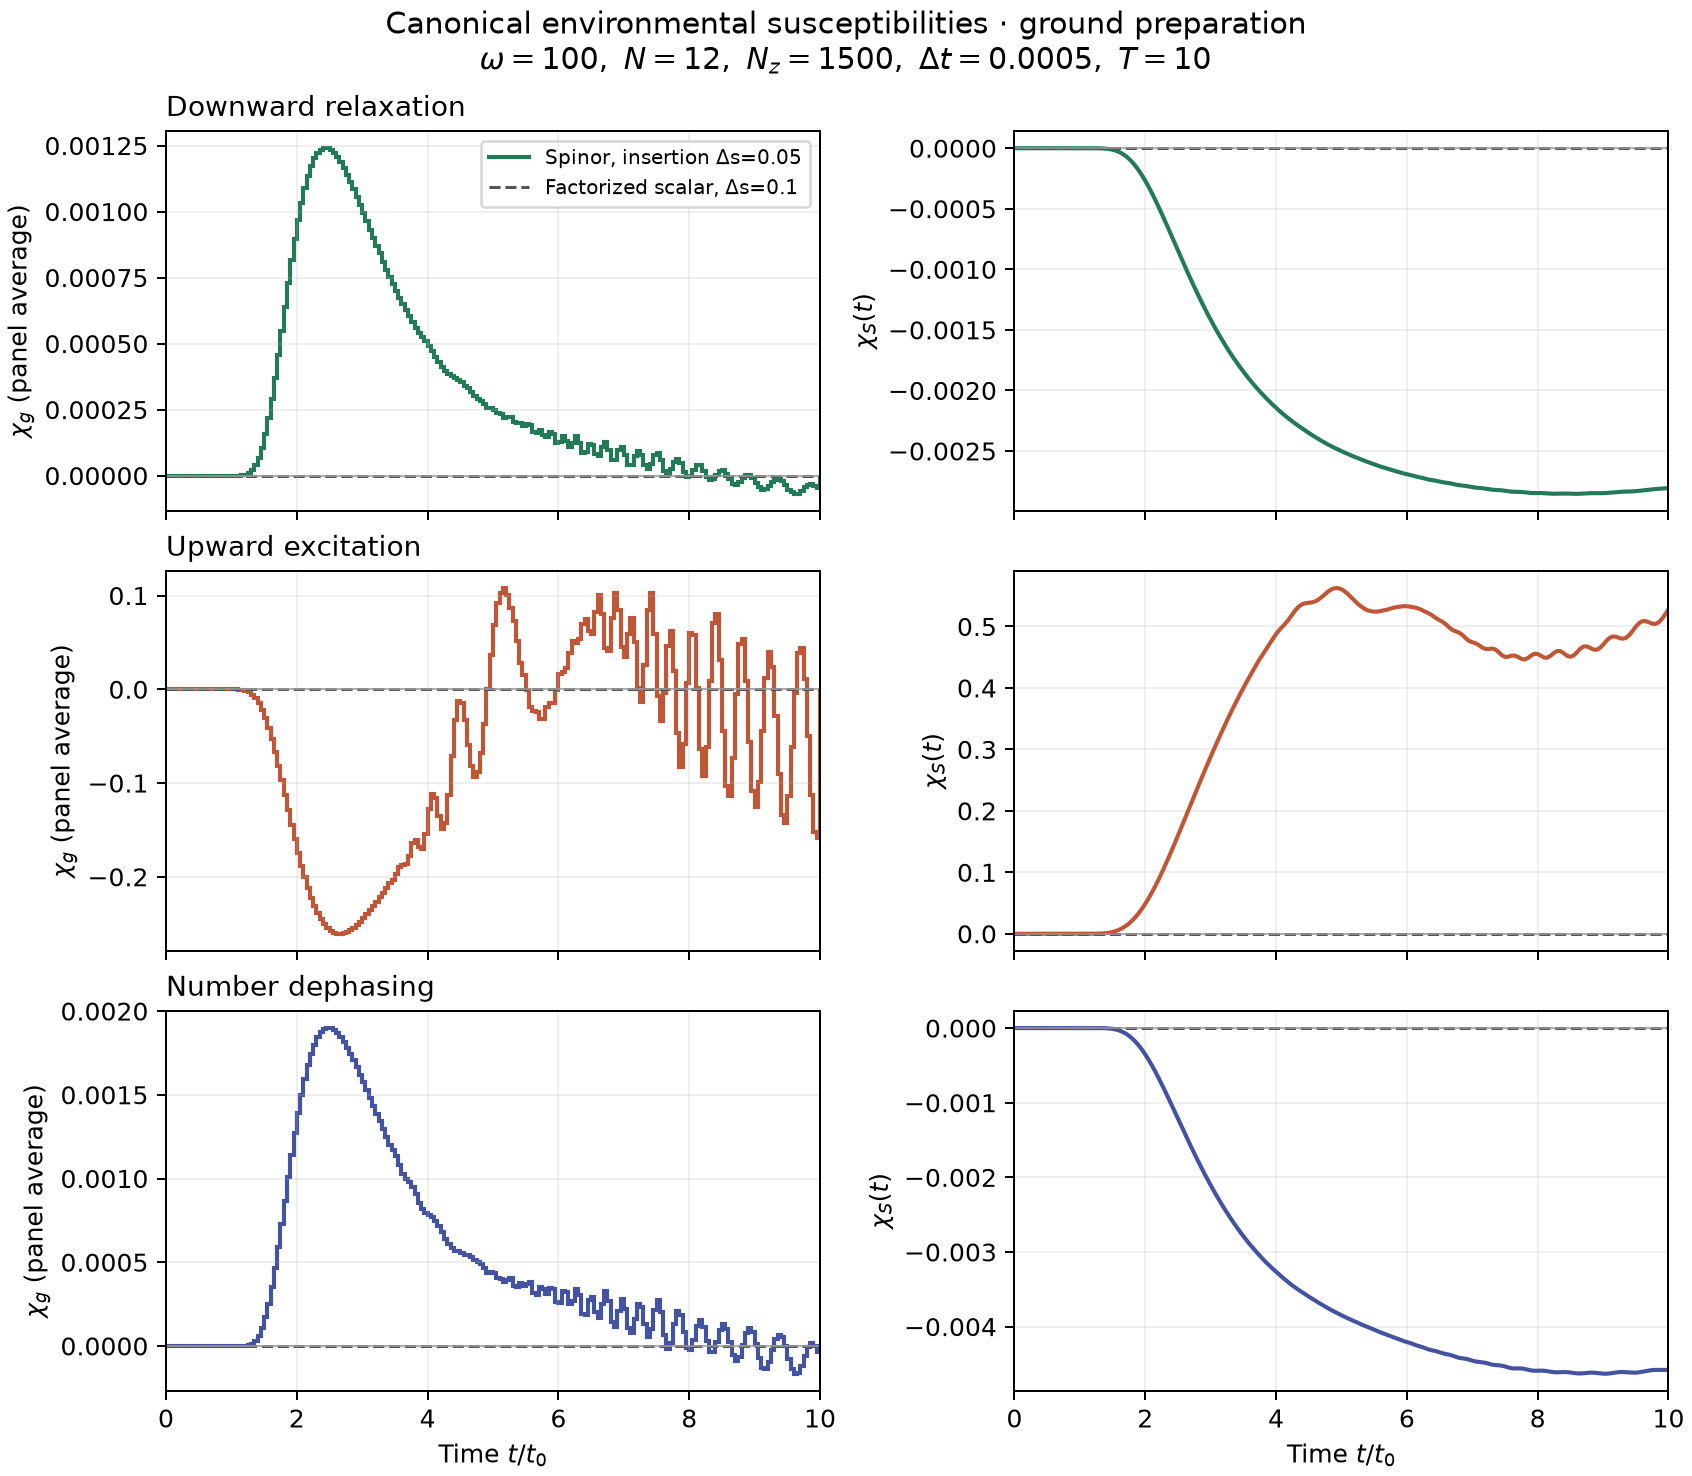 Canonical environmental susceptibilities · ground preparation
ω = 100, N = 12, N_z = 1500, Δt = 0.0005, T = 10
Downward relaxation
χ_g (panel average)
0.00125
0.00100
0.00075
0.00050
0.00025
0.00000
Spinor, insertion Δs=0.05
Factorized scalar, Δs=0.1
χ_S(t)
0.0000
−0.0005
−0.0010
−0.0015
−0.0020
−0.0025
Upward excitation
χ_g (panel average)
0.1
0.0
−0.1
−0.2
χ_S(t)
0.5
0.4
0.3
0.2
0.1
0.0
Number dephasing
χ_g (panel average)
0.0020
0.0015
0.0010
0.0005
0.0000
0 2 4 6 8 10
Time t/t_0
χ_S(t)
0.000
−0.001
−0.002
−0.003
−0.004
0 2 4 6 8 10
Time t/t_0